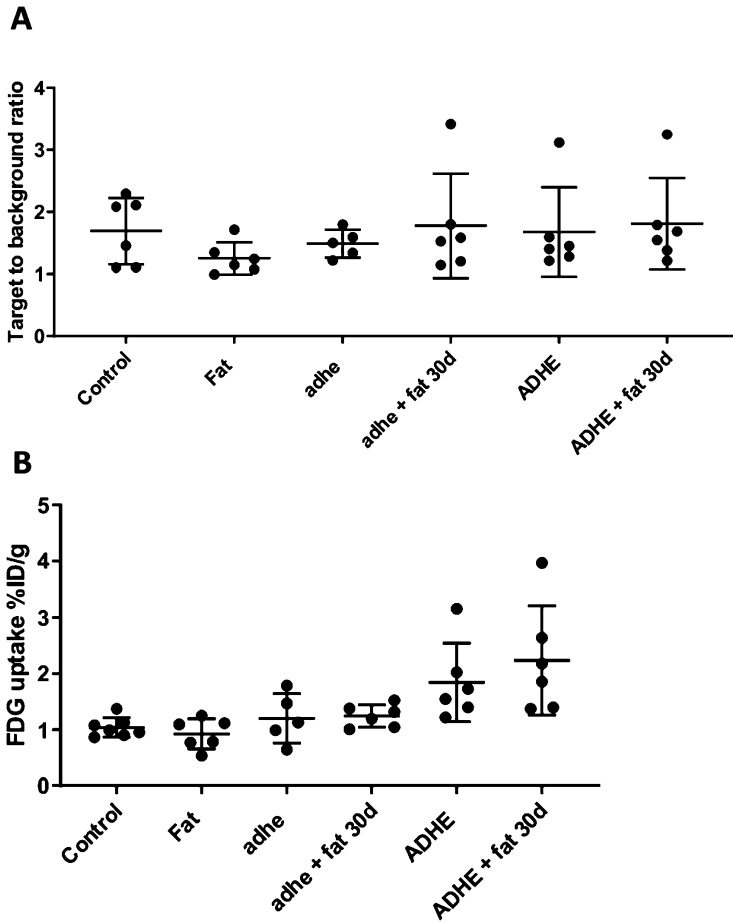 A
Target to background ratio
4
3
2
1
0
Control
Fat
adhe
adhe + fat 30d
ADHE
ADHE + fat 30d
B
FDG uptake %ID/g
5
4
3
2
1
0
Control
Fat
adhe
adhe + fat 30d
ADHE
ADHE + fat 30d